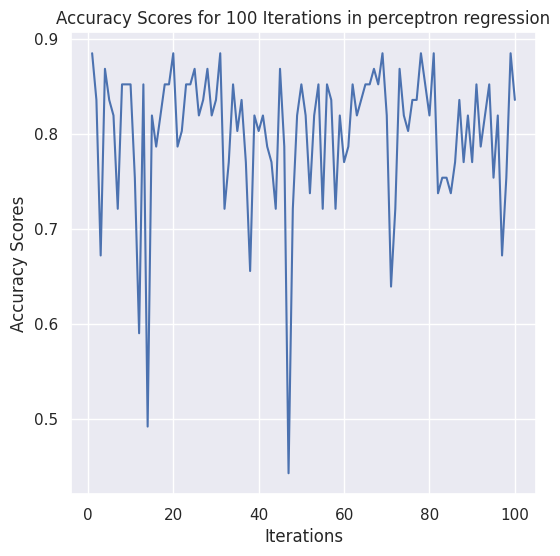 Accuracy Scores for 100 Iterations in perceptron regression
Accuracy Scores
0.9
0.8
0.7
0.6
0.5
0 20 40 60 80 100
Iterations